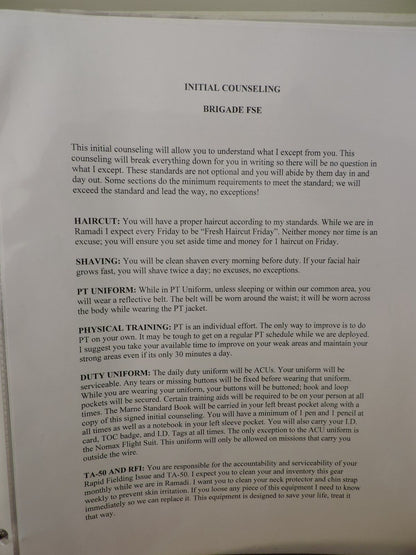 INITIAL COUNSELING
BRIGADE FSE
This initial counseling will allow you to understand what I except from you. This
counseling will break everything down for you in writing so there will be no question in
what I except. These standards are not optional and you will abide by them day in and
day out. Some sections do the minimum requirements to meet the standard; we will
exceed the standard and lead the way, no exceptions!
HAIRCUT: You will have a proper haircut according to my standards. While we are in
Ramadi I expect every Friday to be “Fresh Haircut Friday”. Neither money nor time is an
excuse; you will ensure you set aside time and money for 1 haircut on Friday.
SHAVING: You will be clean shaven every morning before duty. If your facial hair
grows fast, you will shave twice a day; no excuses, no exceptions.
PT UNIFORM: While in PT Uniform, unless sleeping or within our common area, you
will wear a reflective belt. The belt will be worn around the waist; it will be worn across
the body while wearing the PT jacket.
PHYSICAL TRAINING: PT is an individual effort. The only way to improve is to do
PT on your own. It may be tough to get on a regular PT schedule while we are deployed.
I suggest you take your available time to improve on your weak areas and maintain your
strong areas even if its only 30 minutes a day.
DUTY UNIFORM: The daily duty uniform will be ACUs. Your uniform will be
serviceable. Any tears or missing buttons will be fixed before wearing that uniform.
While you are wearing your uniform, your buttons will be buttoned; hook and loop
pockets will be secured. Certain training aids will be required to be on your person at all
times. The Marne Standard Book will be carried in your left breast pocket along with a
copy of this signed initial counseling. You will have a minimum of 1 pen and 1 pencil at
all times as well as a notebook in your left sleeve pocket. You will also carry your I.D.
card, TOC badge, and I.D. Tags at all times. The only exception to the ACU uniform is
the Nomax Flight Suit. This uniform will only be allowed on missions that carry you
outside the wire.
TA-50 AND RFI: You are responsible for the accountability and serviceability of your
Rapid Fielding Issue and TA-50. I expect you to clean your and inventory this gear
monthly while we are in Ramadi. I want you to clean your neck protector and chin strap
weekly to prevent skin irritation. If you loose any piece of this equipment I need to know
immediately so we can replace it. This equipment is designed to save your life, treat it
that way.